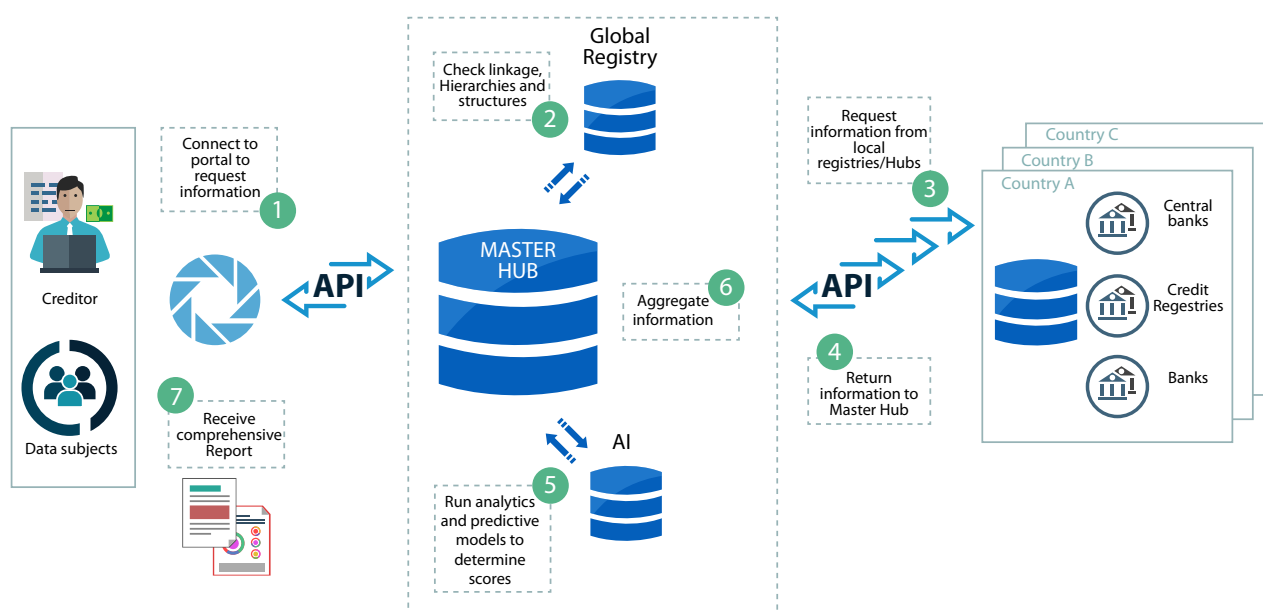 Global
Registry
Check linkage,
Hierarchies and
structures
2
Connect to
portal to
request
information
1
Creditor
Data subjects
API
MASTER
HUB
6
Aggregate
information
Request
information from
local
registries/Hubs
3
API
4
Return
information to
Master Hub
Country C
Country B
Country A
Central
banks
Credit
Regestries
Banks
AI
5
Run analytics
and predictive
models to
determine
scores
7
Receive
comprehensive
Report